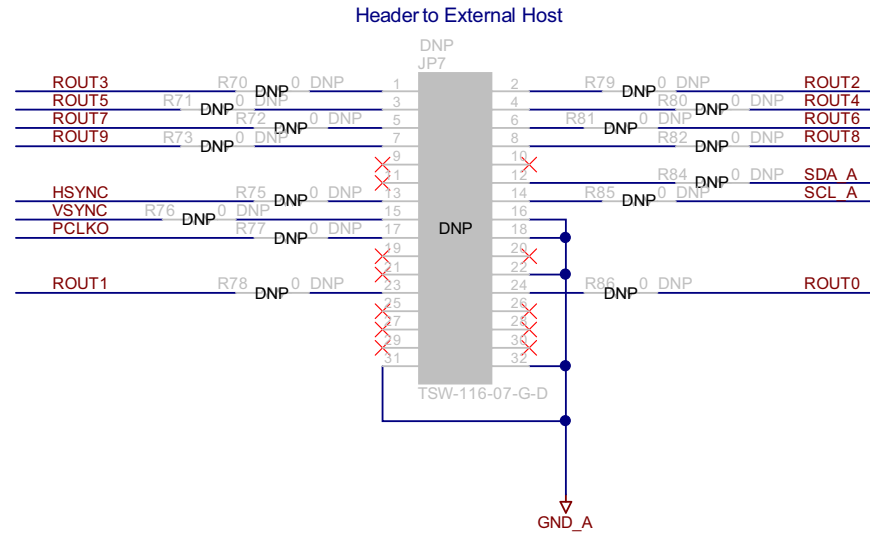 Header to External Host
DNP
JP7
ROUT3 R70 DNP 0 DNP 1 2 R79 DNP 0 DNP ROUT2
ROUT5 R71 DNP 0 DNP 3 4 R80 DNP 0 DNP ROUT4
ROUT7 R72 DNP 0 DNP 5 6 R81 DNP 0 DNP ROUT6
ROUT9 R73 DNP 0 DNP 7 8 R82 DNP 0 DNP ROUT8
9 10
11 12 R84 DNP 0 DNP SDA_A
HSYNC R75 DNP 0 DNP 13 14 R85 DNP 0 DNP SCL_A
VSYNC R76 DNP 0 DNP 15 16
PCLKO R77 DNP 0 DNP 17 DNP 18
19 20
21 22
ROUT1 R78 DNP 0 DNP 23 24 R86 DNP 0 DNP ROUT0
25 26
27 28
29 30
31 32
TSW-116-07-G-D
GND_A